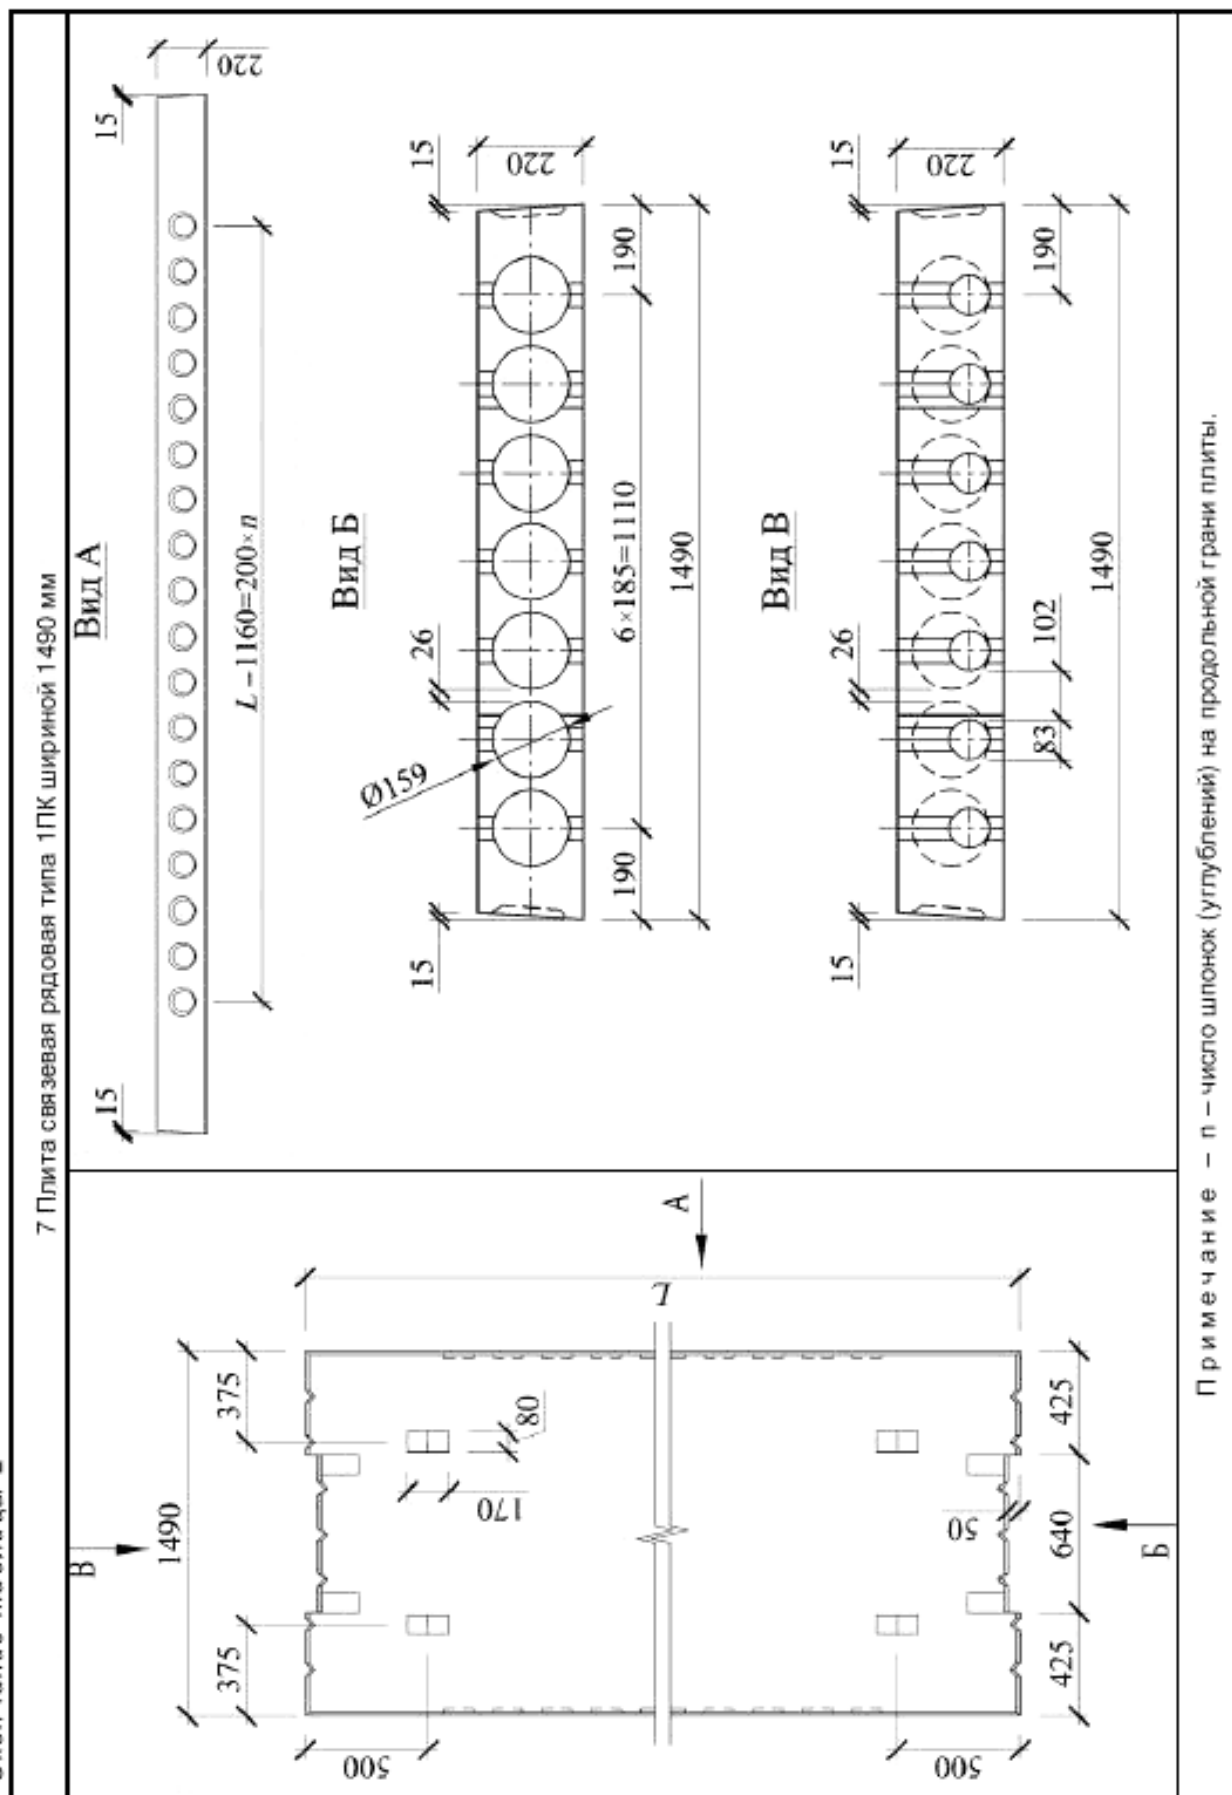 7 Плита связевая рядовая типа 1ПК шириной 1490 мм
В
1490
375
375
500
500
170
80
L
А
50
425
640
425
Б
Вид А
15
15
220
L – 1160=200×n
Вид Б
15
26
15
220
Ø159
190
6×185=1110
190
1490
Вид В
15
26
15
220
83
102
190
1490
Примечание – n – число шпонок (углублений) на продольной грани плиты.